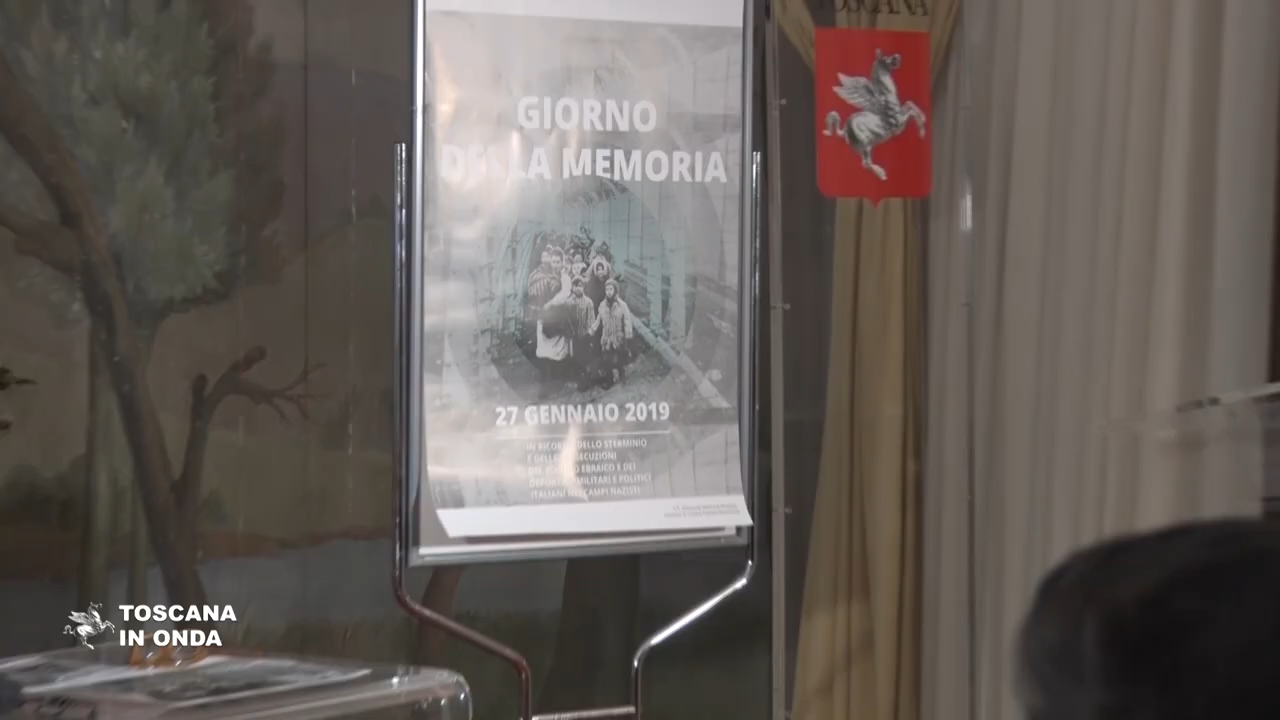 TOSCANA
GIORNO
DELLA MEMORIA
27 GENNAIO 2019
IN RICORDO DELLO STERMINIO
E DELLE PERSECUZIONI
DEL POPOLO EBRAICO E DEI
DEPORTATI MILITARI E POLITICI
ITALIANI NEI CAMPI NAZISTI
TOSCANA
IN ONDA